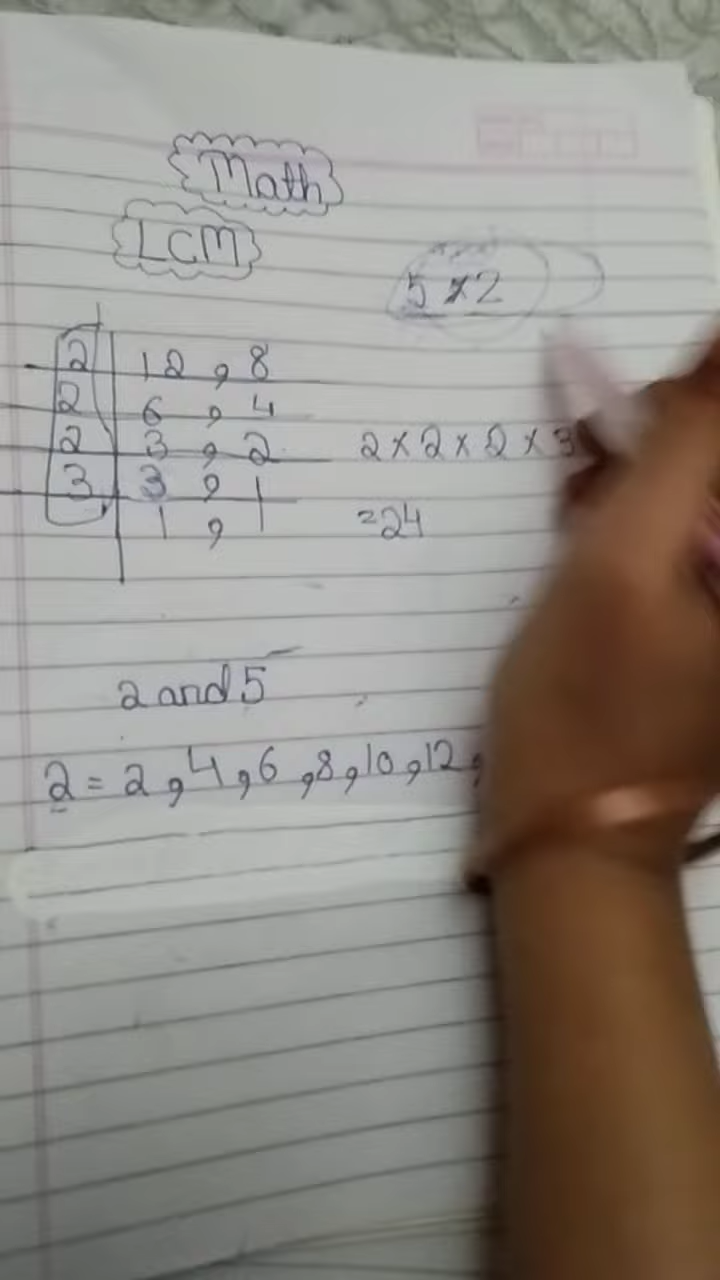 Math
LCM
5 × 2
2 12 , 8
2 6 , 4
2 3 , 2 2 × 2 × 2 × 3
3 3 , 1
1 , 1 = 24
2 and 5
2 = 2 , 4 , 6 , 8 , 10 , 12 ,